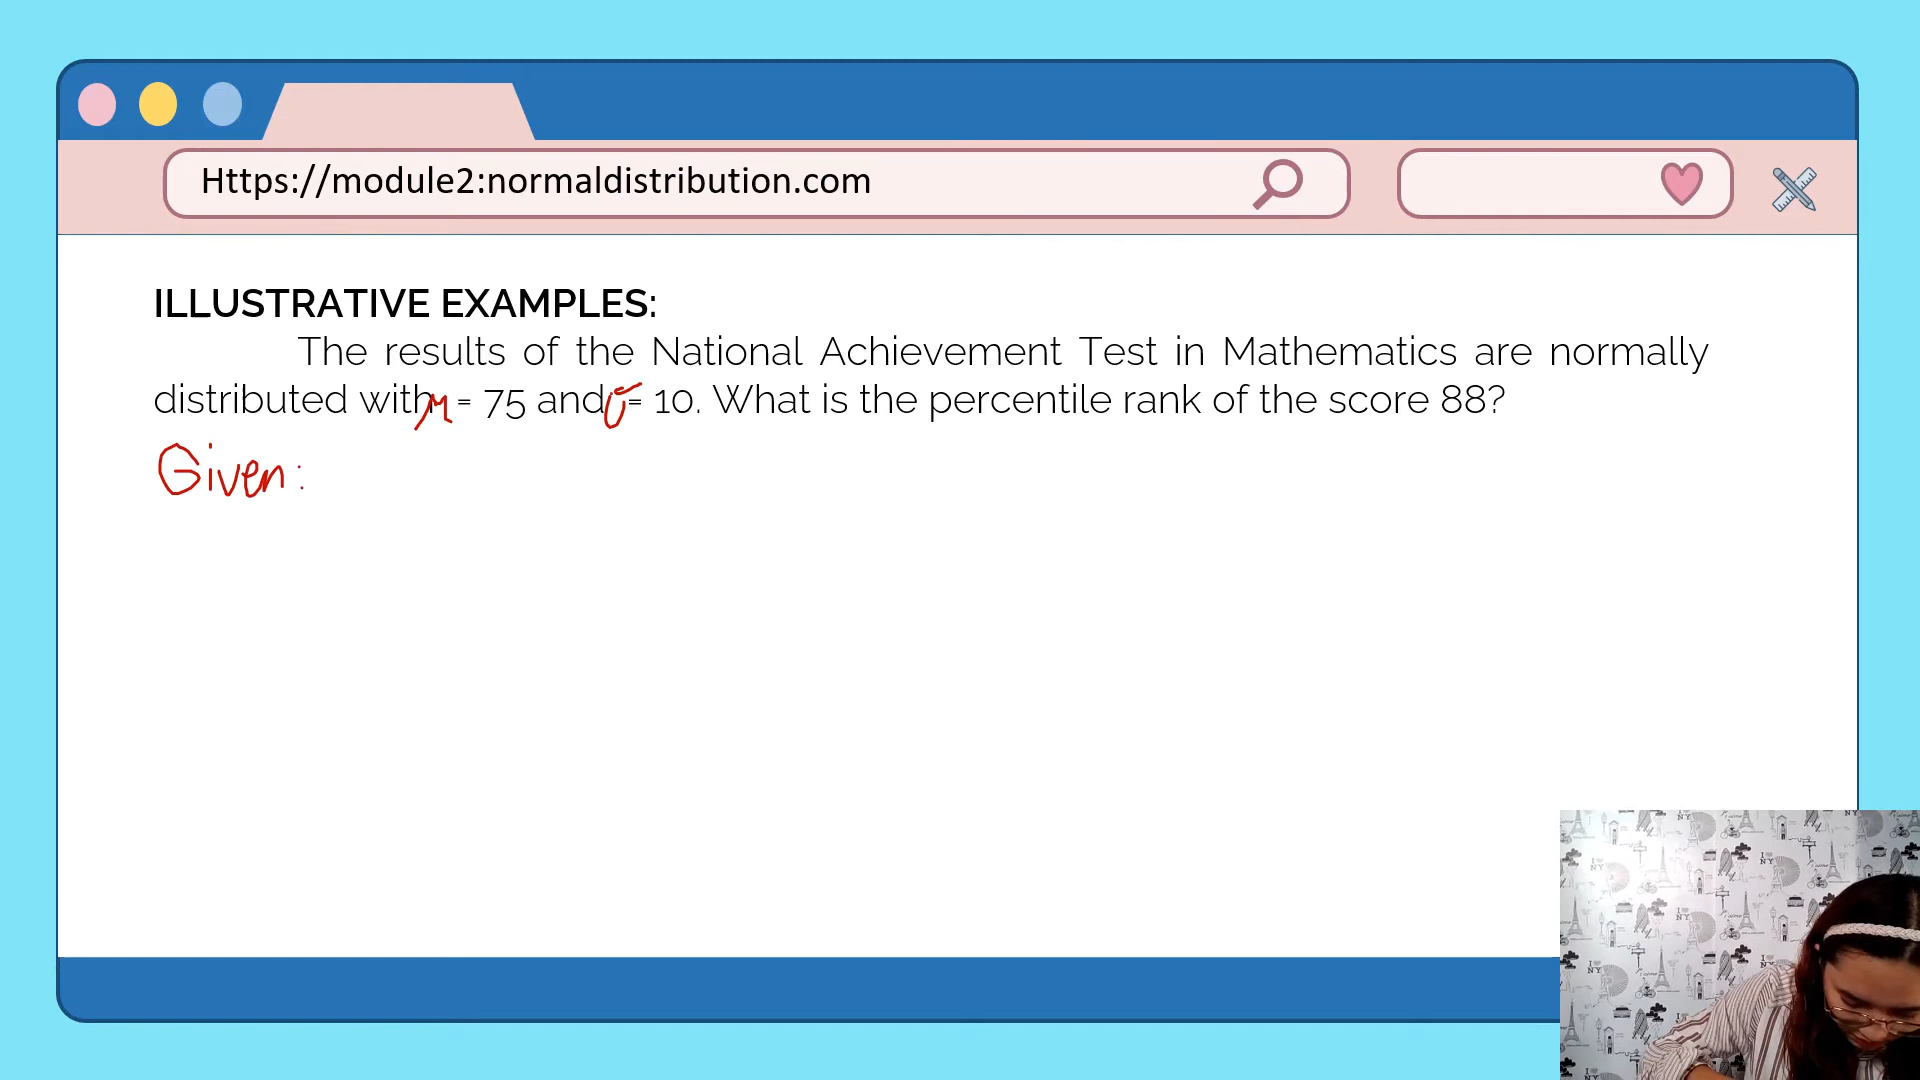 Https://module2:normaldistribution.com
ILLUSTRATIVE EXAMPLES:
The results of the National Achievement Test in Mathematics are normally
distributed with μ = 75 and σ = 10. What is the percentile rank of the score 88?
Given: